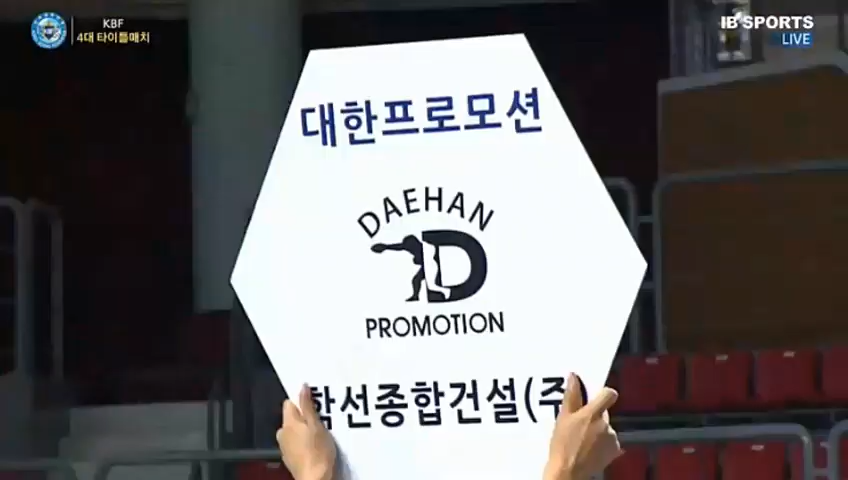 KBF
4대 타이틀매치
IB SPORTS
LIVE
대한프로모션
DAEHAN
D
PROMOTION
학선종합건설(주)